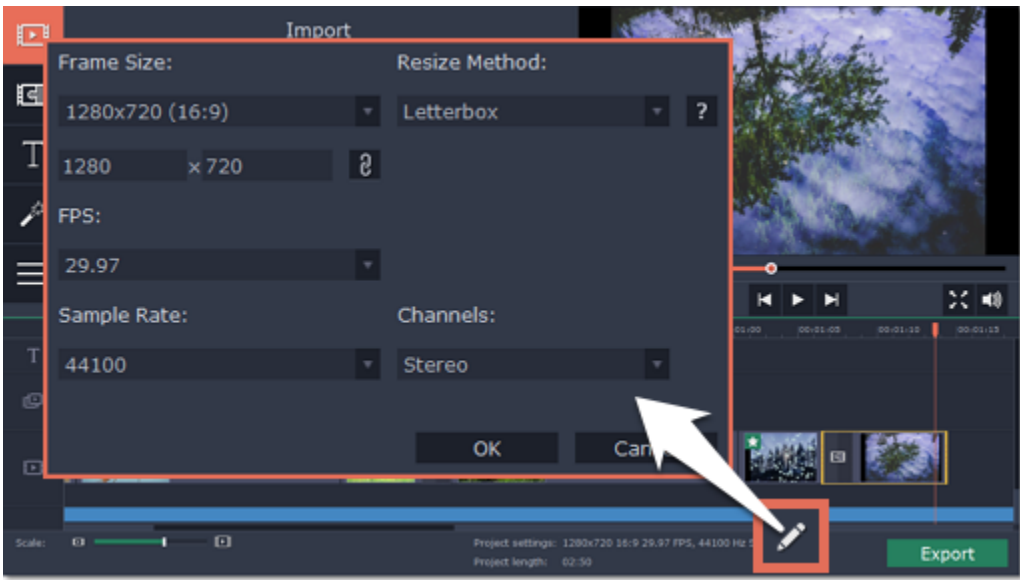 Import
Frame Size:
Resize Method:
1280x720 (16:9)
Letterbox
?
1280 x 720
FPS:
29.97
Sample Rate:
Channels:
44100
Stereo
OK
T
01:00 00:01:05 00:01:10 00:01:15
T
Scale:
Project settings: 1280x720 16:9 29.97 FPS, 44100 Hz
Project length: 02:30
Export